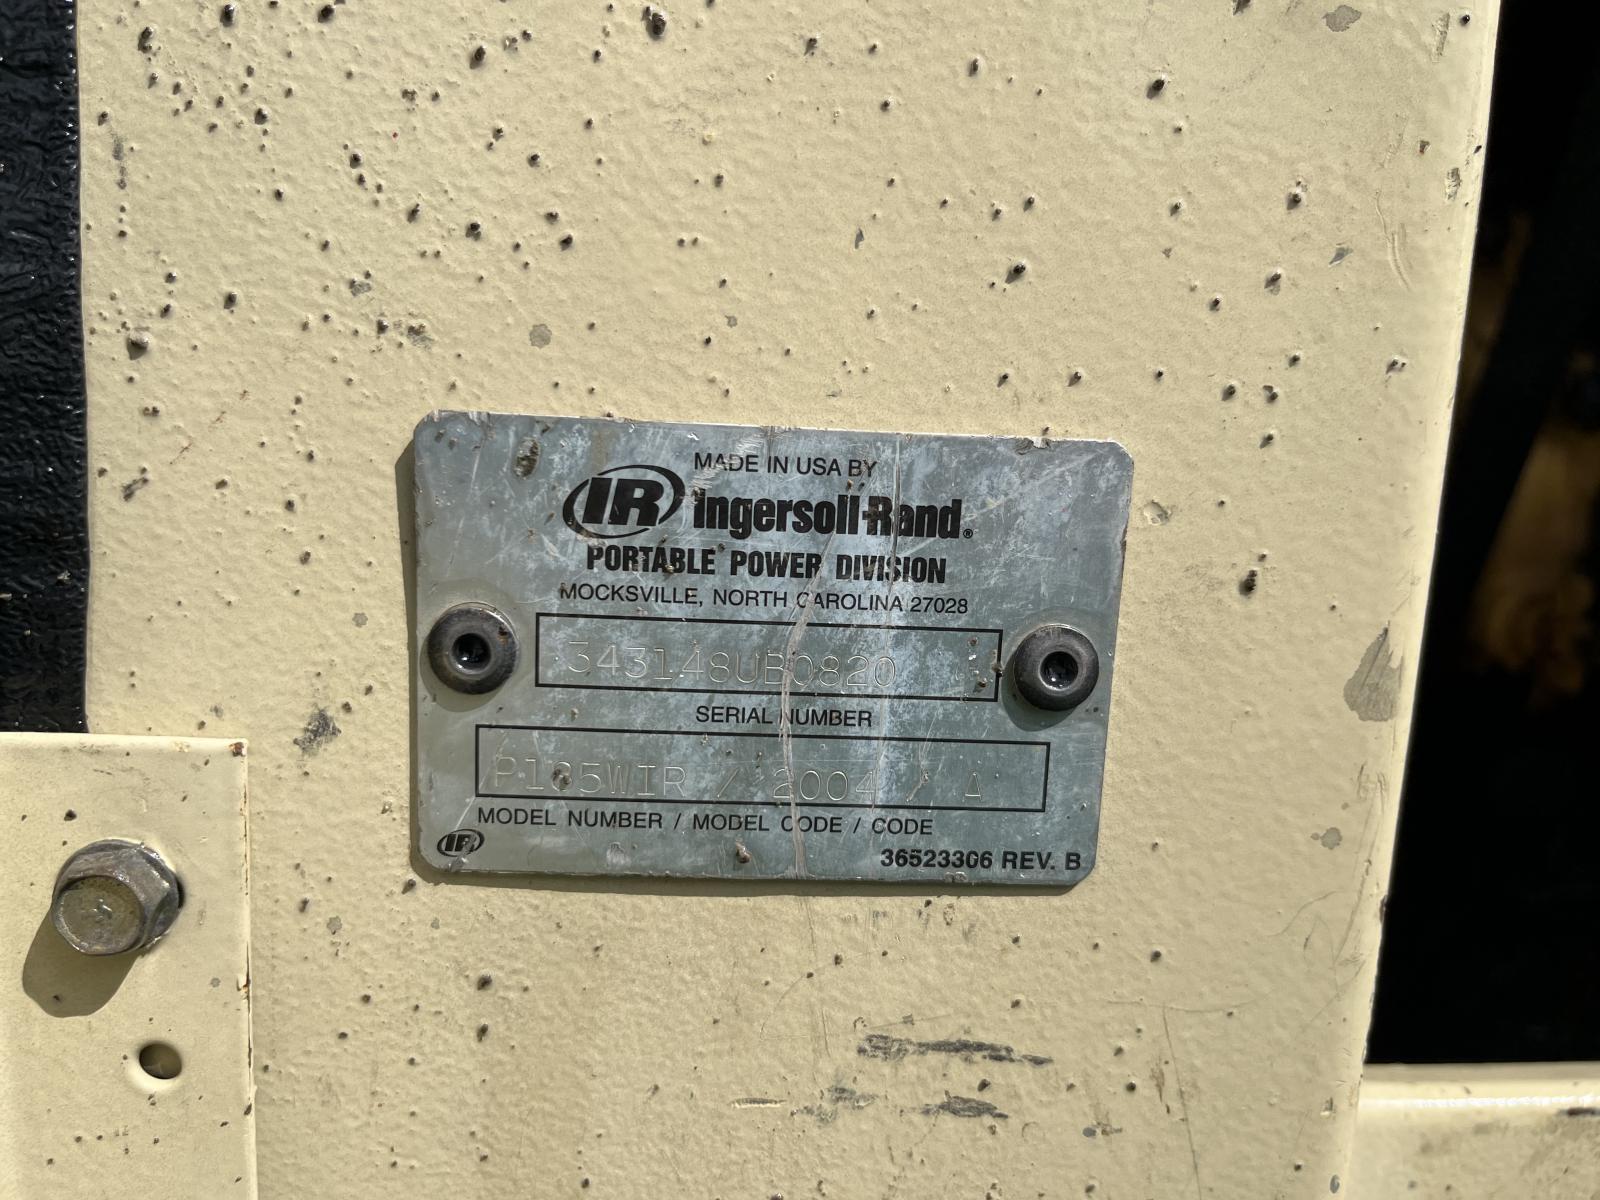 MADE IN USA BY
IR Ingersoll-Rand®
PORTABLE POWER DIVISION
MOCKSVILLE, NORTH CAROLINA 27028
343148UB0820
SERIAL NUMBER
P185WIR / 2004 / A
MODEL NUMBER / MODEL CODE / CODE
IR
36523306 REV. B